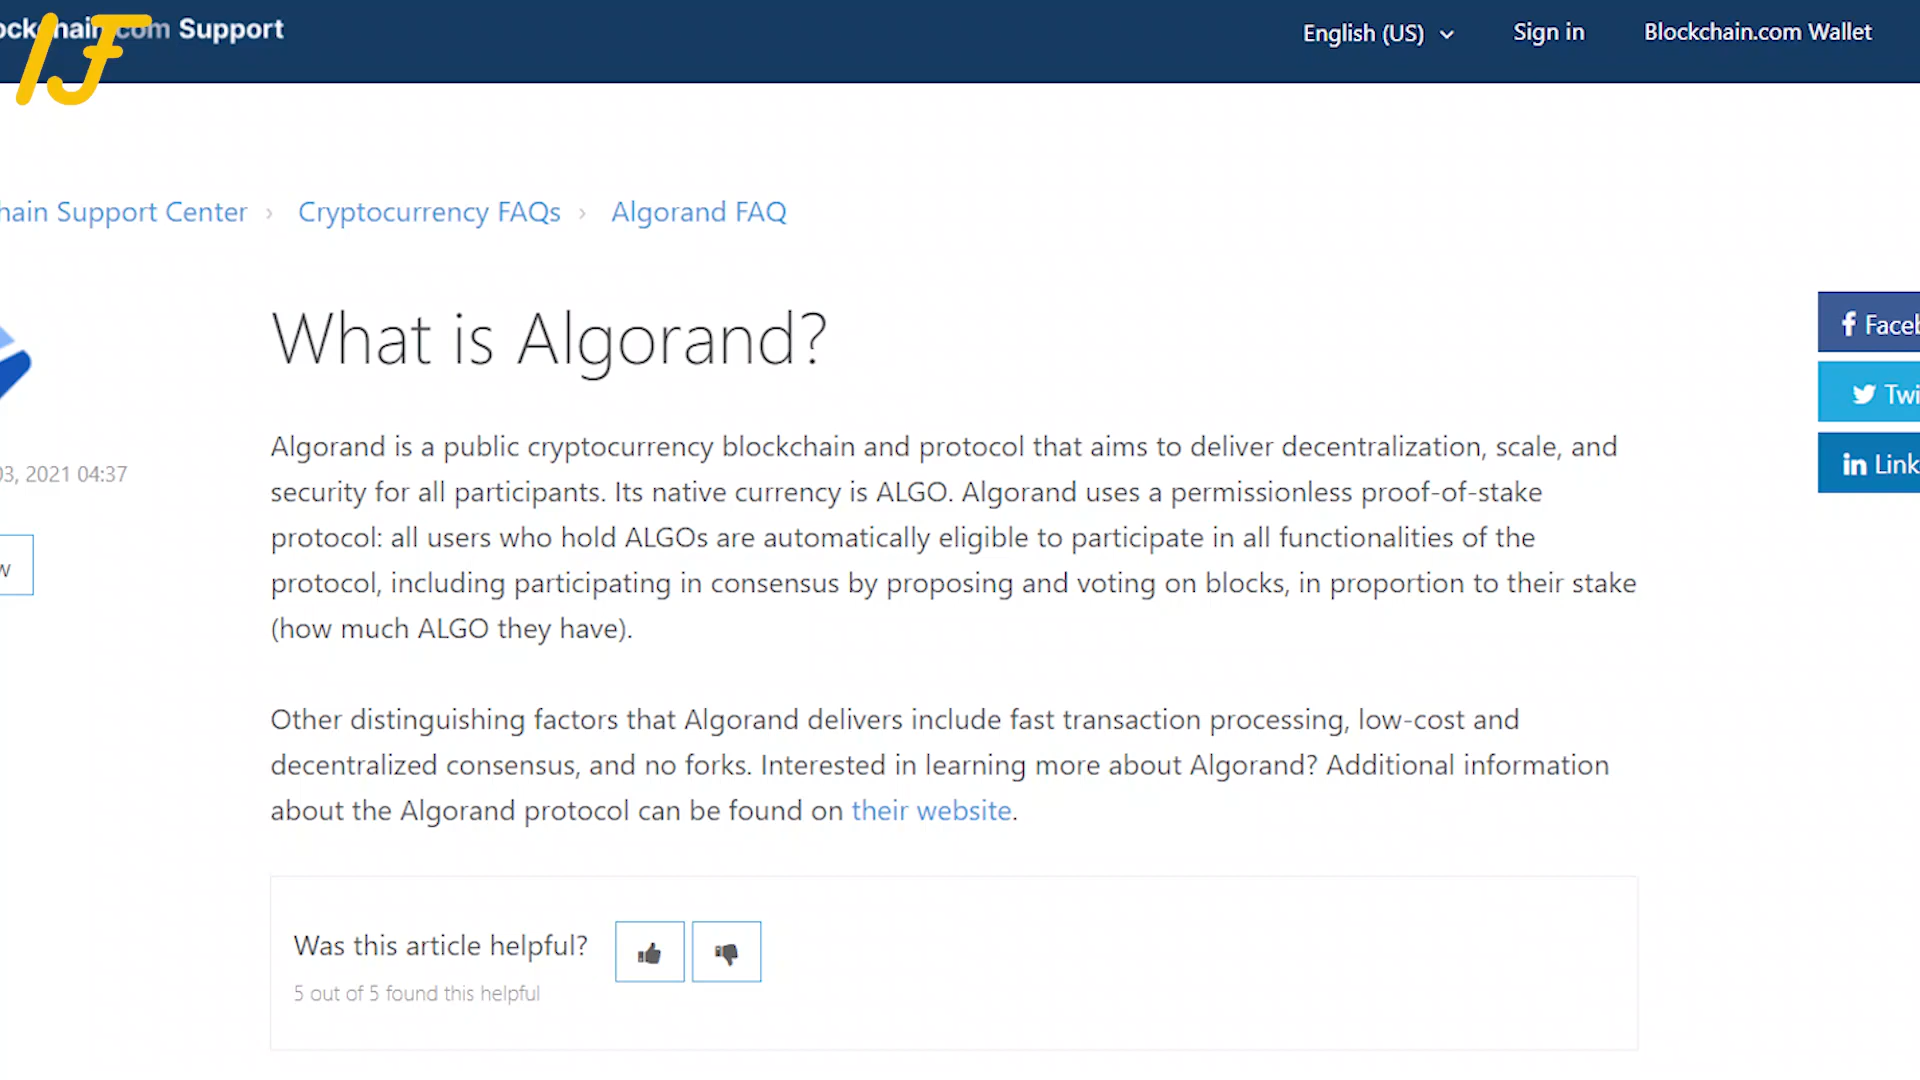 Support
English (US)
Sign in
Blockchain.com Wallet
Support Center › Cryptocurrency FAQs › Algorand FAQ
What is Algorand?
03, 2021 04:37
Algorand is a public cryptocurrency blockchain and protocol that aims to deliver decentralization, scale, and
security for all participants. Its native currency is ALGO. Algorand uses a permissionless proof-of-stake
protocol: all users who hold ALGOs are automatically eligible to participate in all functionalities of the
protocol, including participating in consensus by proposing and voting on blocks, in proportion to their stake
(how much ALGO they have).
Other distinguishing factors that Algorand delivers include fast transaction processing, low-cost and
decentralized consensus, and no forks. Interested in learning more about Algorand? Additional information
about the Algorand protocol can be found on their website.
Was this article helpful?
5 out of 5 found this helpful